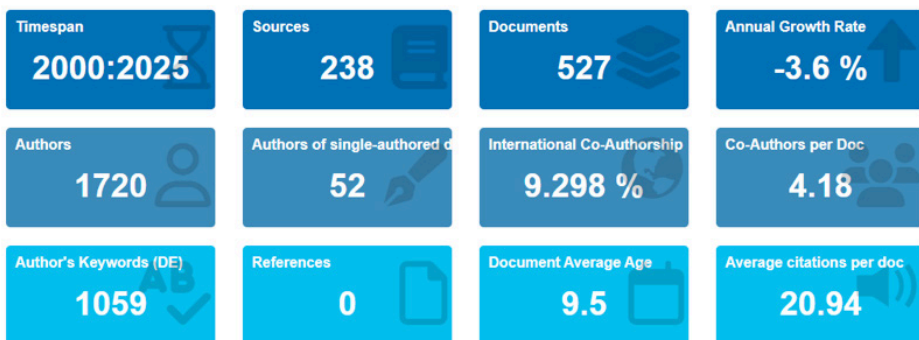 Timespan
2000:2025
Sources
238
Documents
527
Annual Growth Rate
-3.6 %
Authors
1720
Authors of single-authored d
52
International Co-Authorship
9.298 %
Co-Authors per Doc
4.18
Author's Keywords (DE)
AB
1059
References
0
Document Average Age
9.5
Average citations per doc
20.94